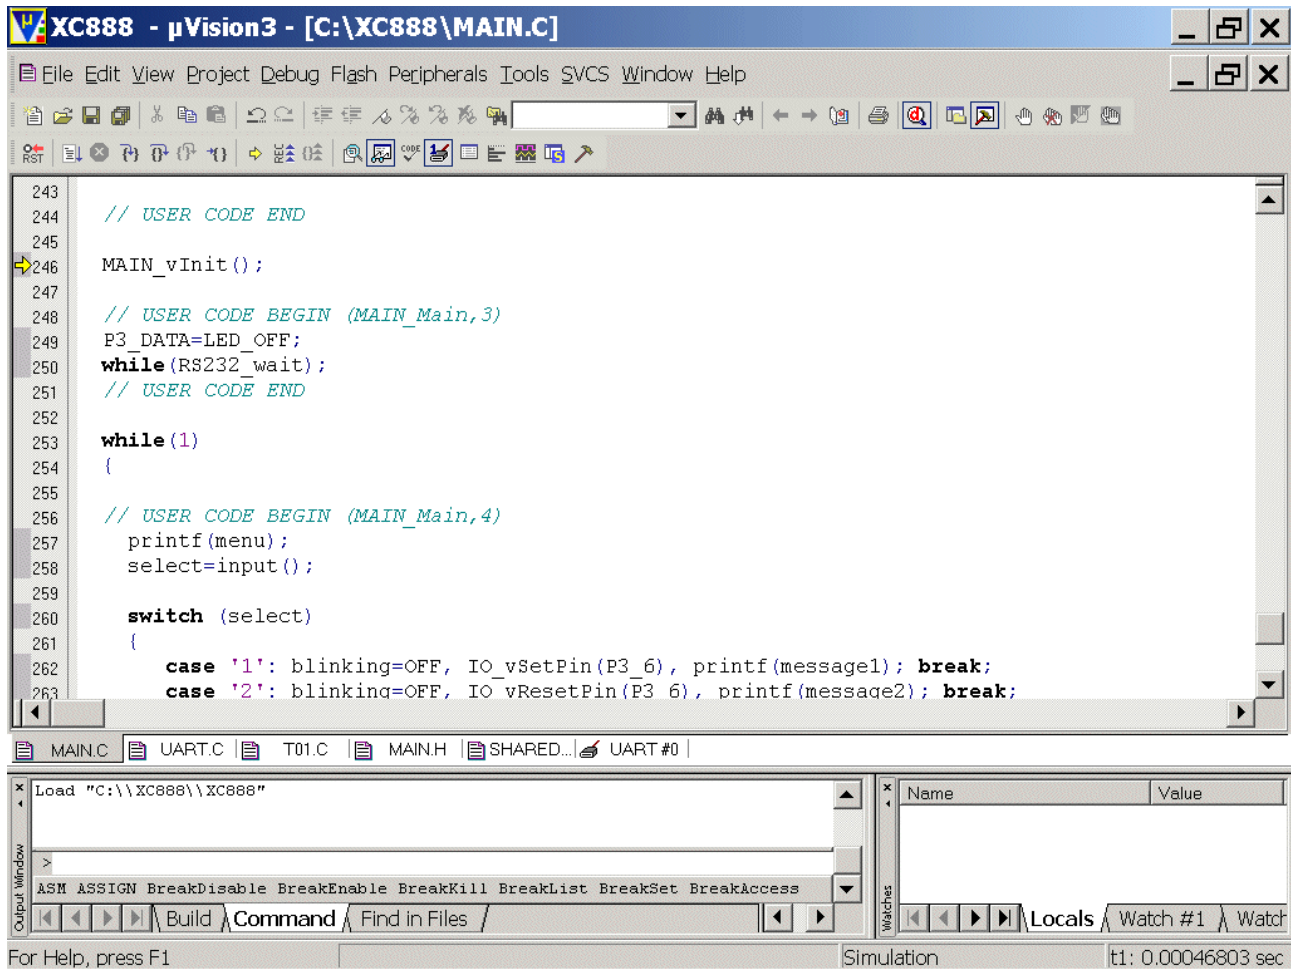 XC888 - µVision3 - [C:\XC888\MAIN.C]
File Edit View Project Debug Flash Peripherals Tools SVCS Window Help
RST CODE
243
244 // USER CODE END
245
246 MAIN_vInit();
247
248 // USER CODE BEGIN (MAIN_Main,3)
249 P3_DATA=LED_OFF;
250 while(RS232_wait);
251 // USER CODE END
252
253 while(1)
254 {
255
256 // USER CODE BEGIN (MAIN_Main,4)
257 printf(menu);
258 select=input();
259
260 switch (select)
261 {
262 case '1': blinking=OFF, IO_vSetPin(P3_6), printf(message1); break;
263 case '2': blinking=OFF, IO_vResetPin(P3_6), printf(message2); break;
MAIN.C UART.C T01.C MAIN.H SHARED... UART #0
Load "C:\\XC888\\XC888"
>
ASM ASSIGN BreakDisable BreakEnable BreakKill BreakList BreakSet BreakAccess
Build Command Find in Files
Output Window
Name Value
Locals Watch #1 Watch
Watches
For Help, press F1 Simulation t1: 0.00046803 sec